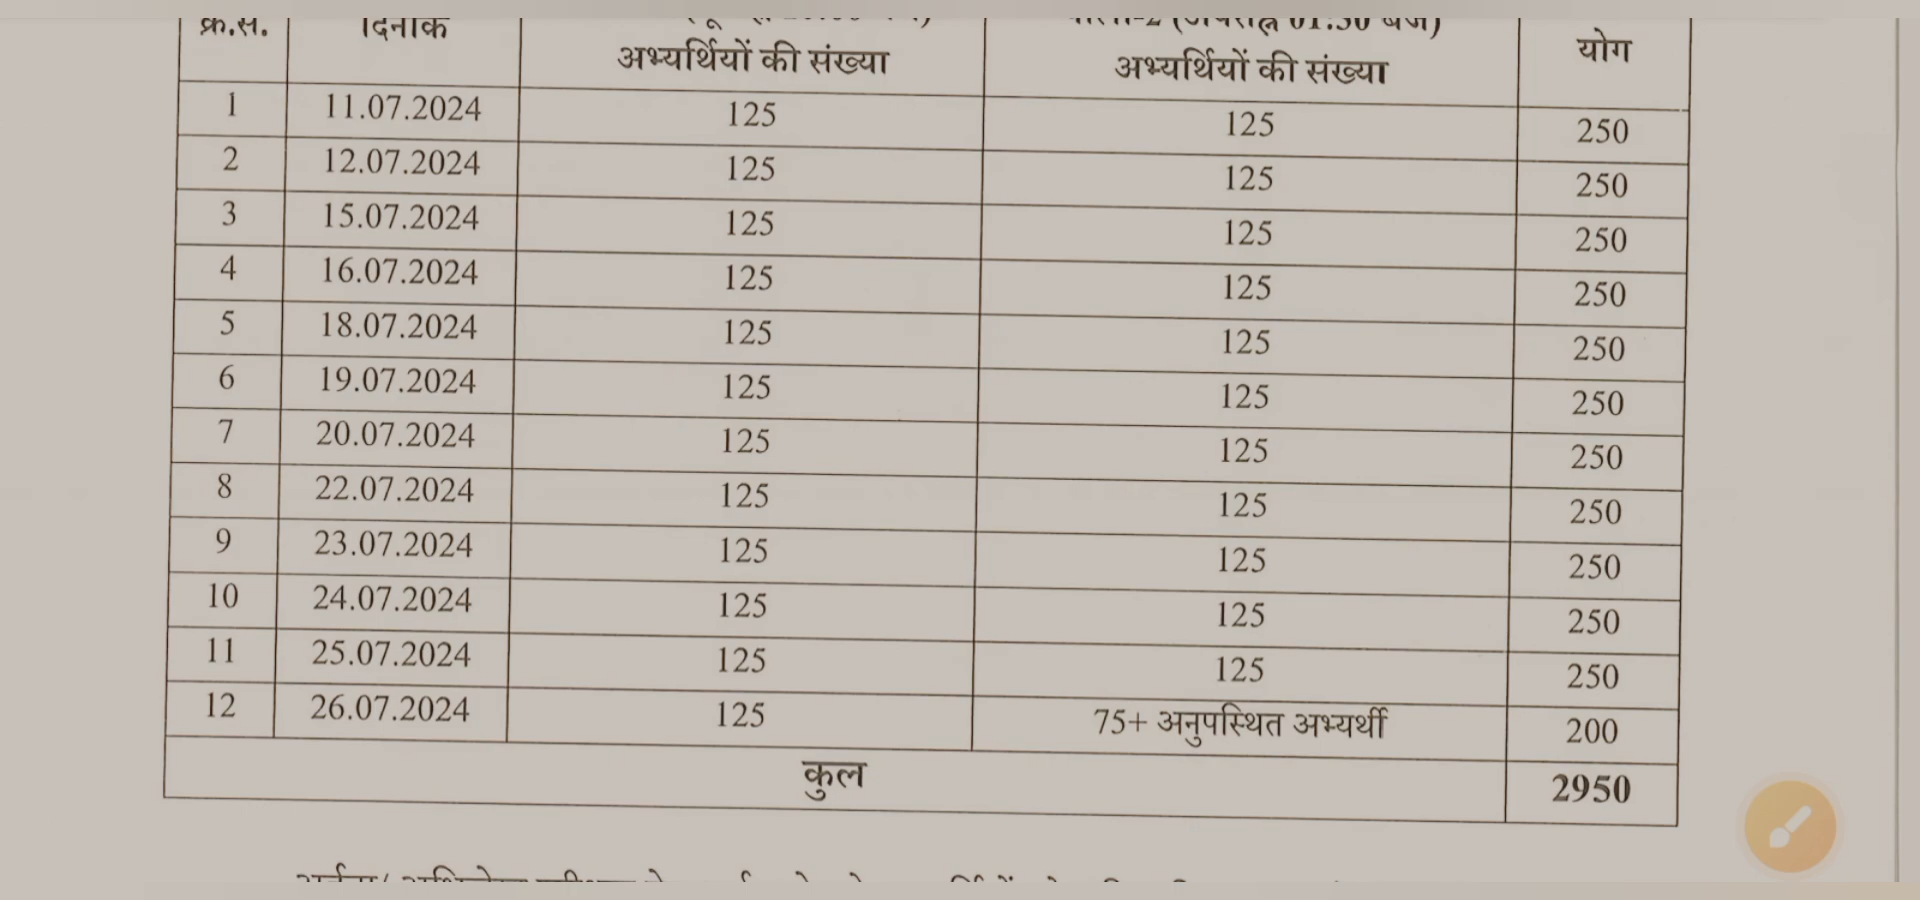 क्र.स. दिनांक योग
अभ्यर्थियों की संख्या अभ्यर्थियों की संख्या
1 11.07.2024 125 125 250
2 12.07.2024 125 125 250
3 15.07.2024 125 125 250
4 16.07.2024 125 125 250
5 18.07.2024 125 125 250
6 19.07.2024 125 125 250
7 20.07.2024 125 125 250
8 22.07.2024 125 125 250
9 23.07.2024 125 125 250
10 24.07.2024 125 125 250
11 25.07.2024 125 125 250
12 26.07.2024 125 75+ अनुपस्थित अभ्यर्थी 200
कुल 2950